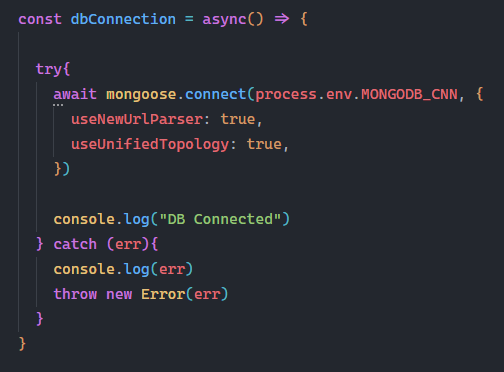 const dbConnection = async() => {
try{
await mongoose.connect(process.env.MONGODB_CNN, {
useNewUrlParser: true,
useUnifiedTopology: true,
})
console.log("DB Connected")
} catch (err){
console.log(err)
throw new Error(err)
}
}